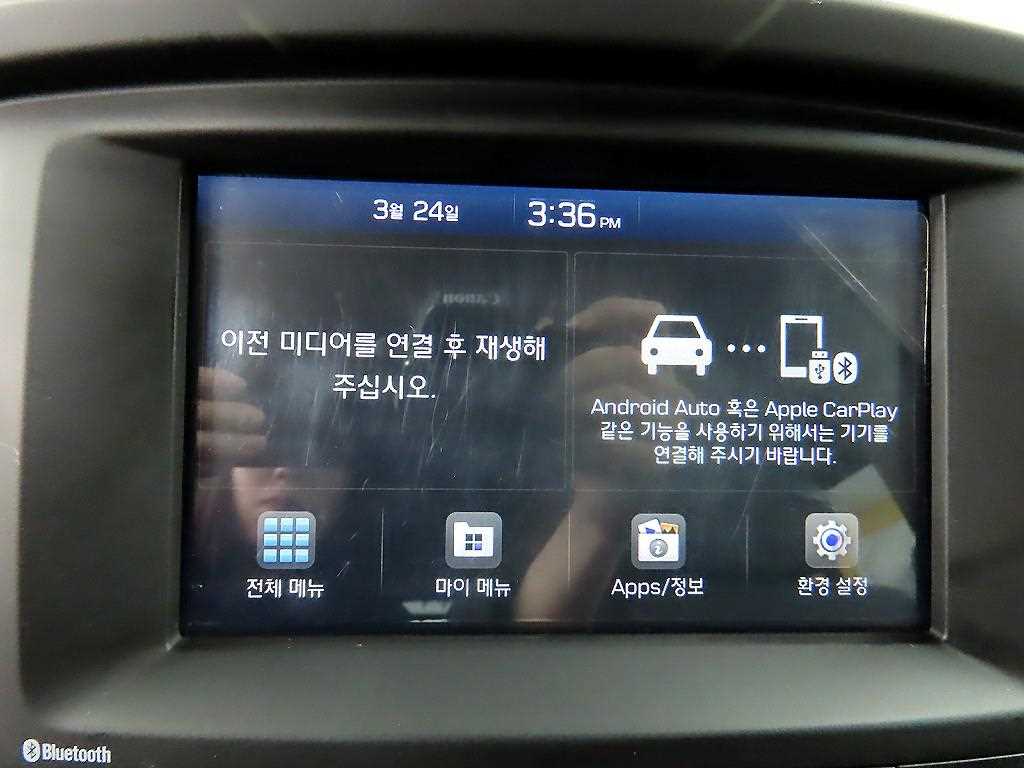 3월 24일 3:36 PM
이전 미디어를 연결 후 재생해
주십시오.
Android Auto 혹은 Apple CarPlay
같은 기능을 사용하기 위해서는 기기를
연결해 주시기 바랍니다.
전체 메뉴 마이 메뉴 Apps/정보 환경 설정
Bluetooth